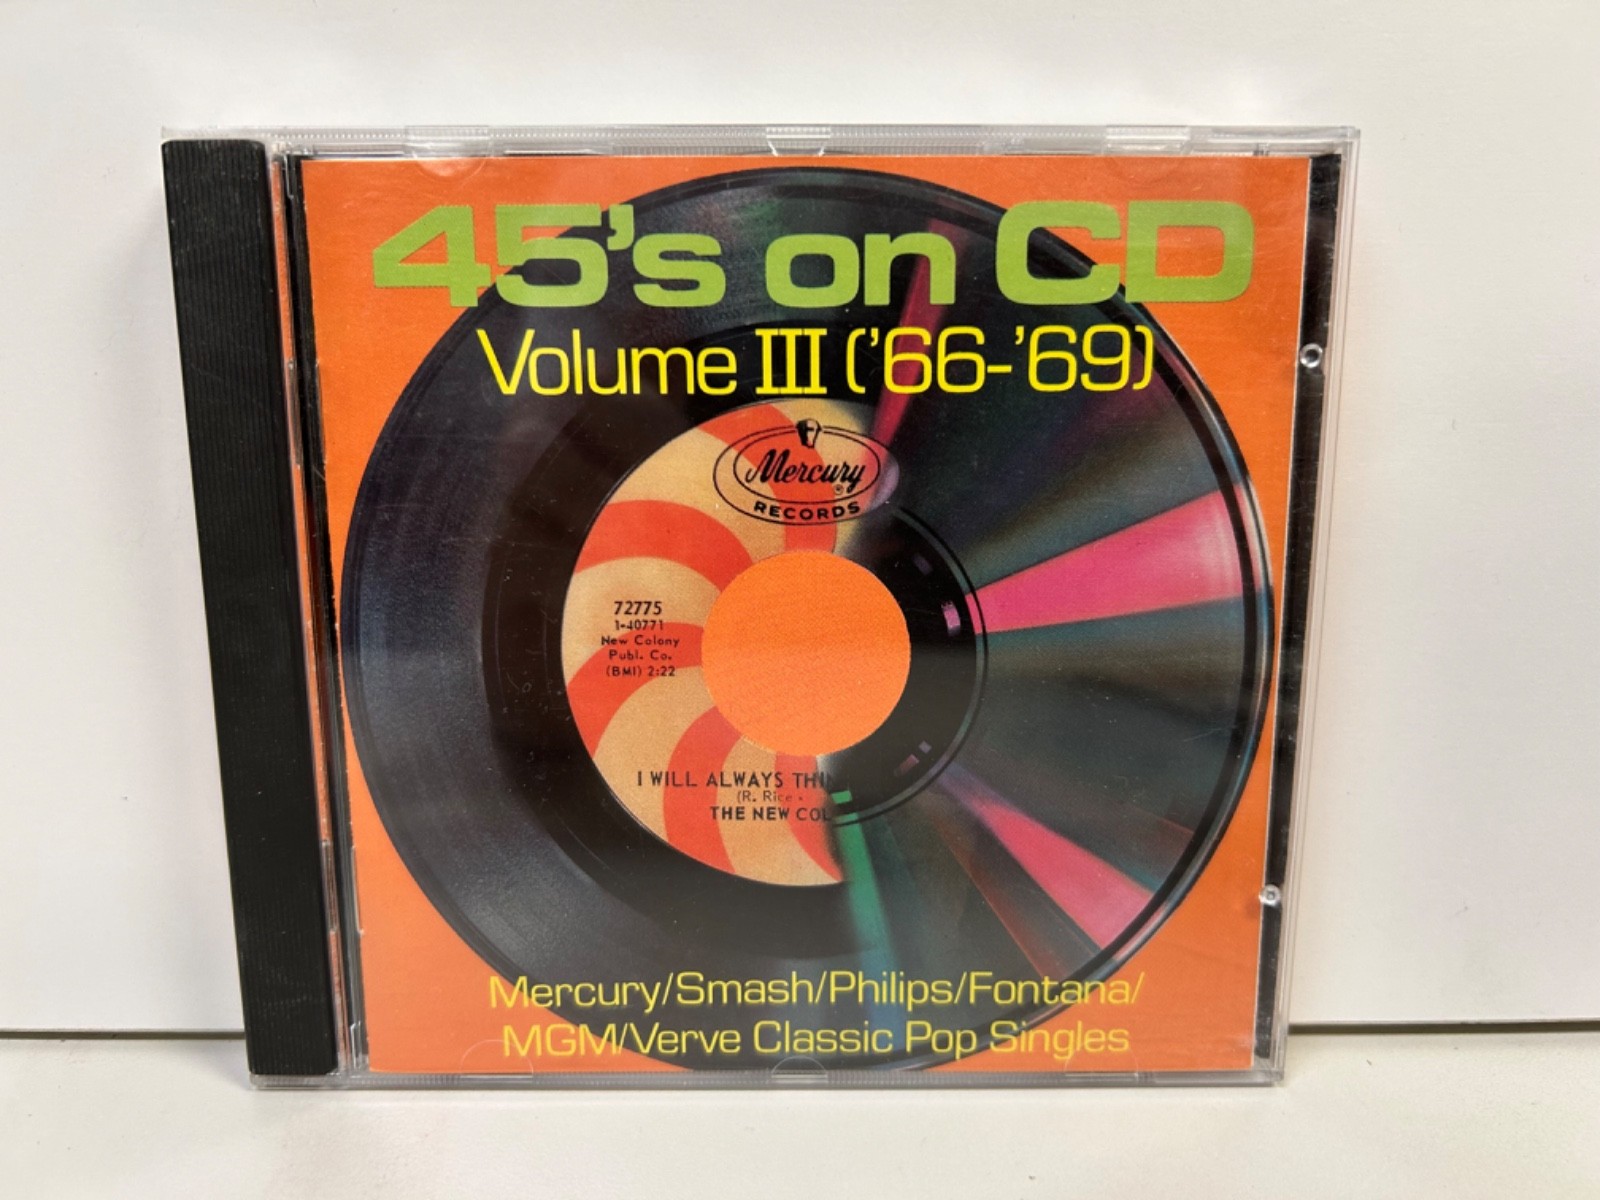 45's on CD
Volume III ('66-'69)
Mercury
RECORDS
72775
1-40771
New Colony
Publ. Co.
(BMI) 2:22
I WILL ALWAYS THIN
(R. Rice
THE NEW COL
Mercury/Smash/Philips/Fontana/
MGM/Verve Classic Pop Singles